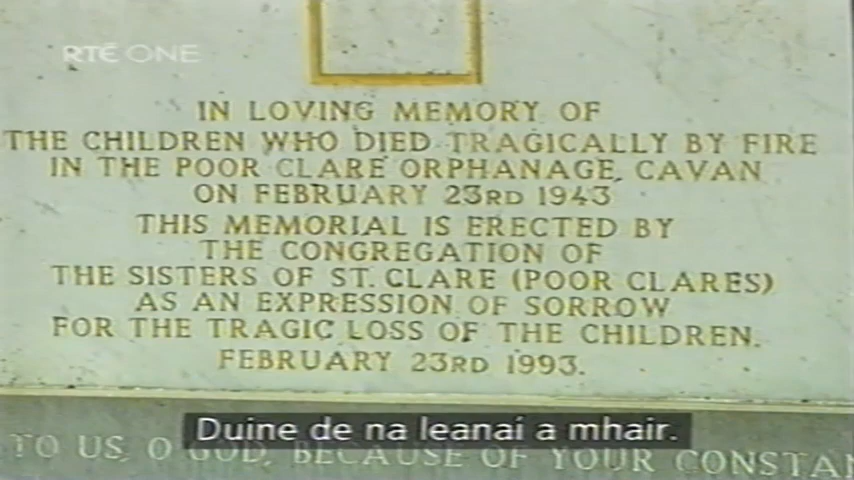 RTÉ ONE
IN LOVING MEMORY OF
THE CHILDREN WHO DIED TRAGICALLY BY FIRE
IN THE POOR CLARE ORPHANAGE, CAVAN
ON FEBRUARY 23RD 1943
THIS MEMORIAL IS ERECTED BY
THE CONGREGATION OF
THE SISTERS OF ST. CLARE (POOR CLARES)
AS AN EXPRESSION OF SORROW
FOR THE TRAGIC LOSS OF THE CHILDREN.
FEBRUARY 23RD 1993.
Duine de na leanaí a mhair.
TO US, O GOD, BECAUSE OF YOUR